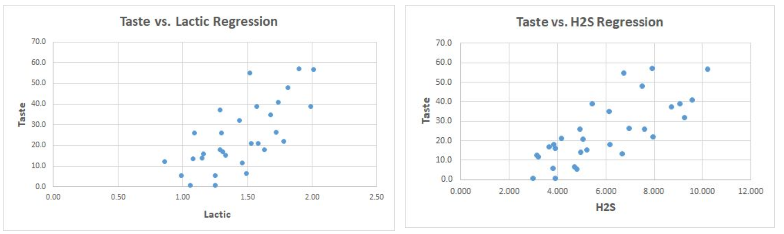 Taste vs. Lactic Regression
70.0
60.0
50.0
40.0
30.0
20.0
10.0
0.0
Taste
0.00 0.50 1.00 1.50 2.00 2.50
Lactic
Taste vs. H2S Regression
70.0
60.0
50.0
40.0
30.0
20.0
10.0
0.0
Taste
0.000 2.000 4.000 6.000 8.000 10.000 12.000
H2S